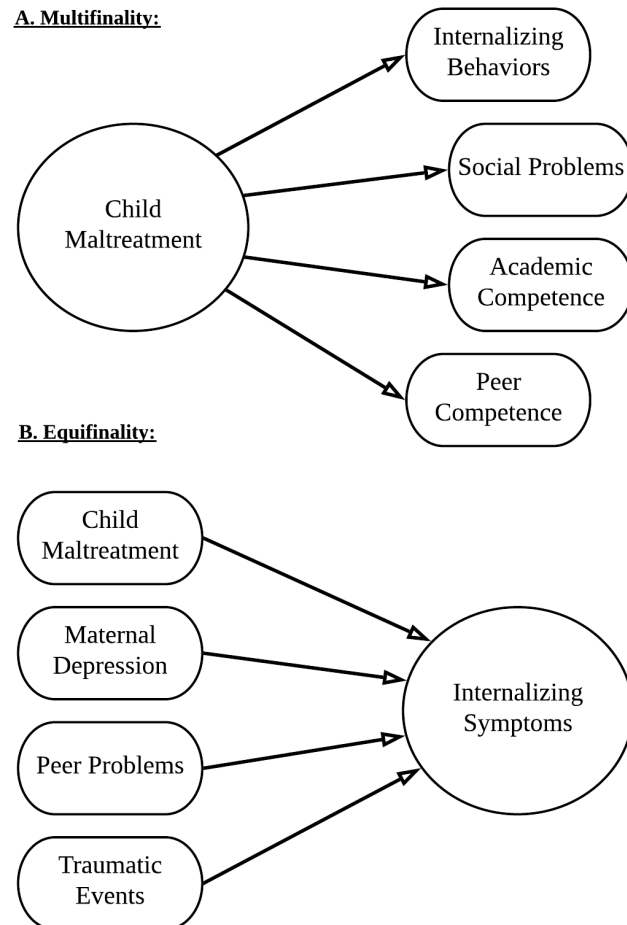 A. Multifinality:
Internalizing
Behaviors
Child
Maltreatment
Social Problems
Academic
Competence
Peer
Competence
B. Equifinality:
Child
Maltreatment
Maternal
Depression
Internalizing
Symptoms
Peer Problems
Traumatic
Events